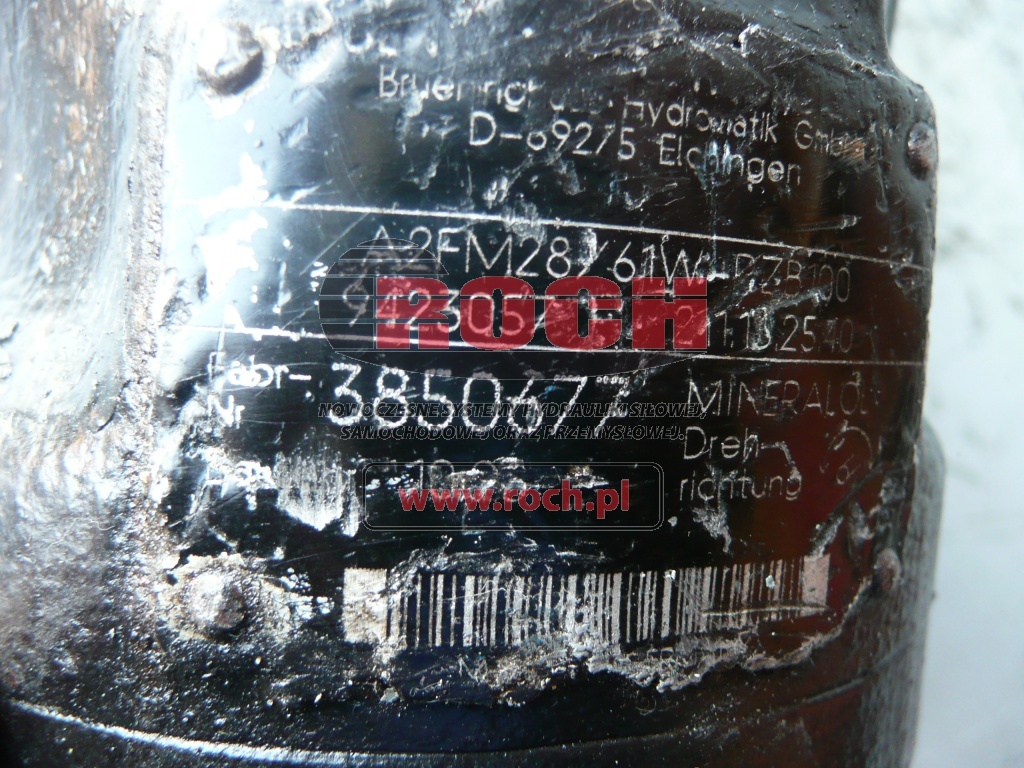 Hydromatik GmbH
D-89275 Elchingen
A2FM28/61W-PZB100
ROCH
Fabr- 3850677
Nr
MINERALÖL
NOWOCZESNE SYSTEMY HYDRAULIKI SIŁOWEJ,
SAMOCHODOWEJ ORAZ PRZEMYSŁOWEJ.
Dreh-
richtung
www.roch.pl